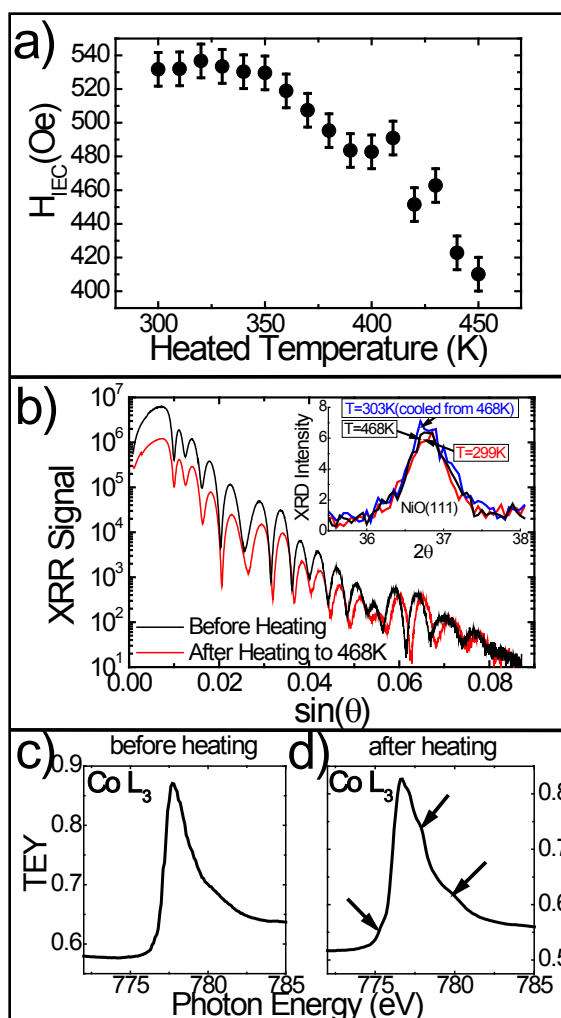 a)
540
520
500
480
460
440
420
400
H_IEC(Oe)
300 350 400 450
Heated Temperature (K)
b)
10^7
10^6
10^5
10^4
10^3
10^2
10^1
XRR Signal
T=303K(cooled from 468K)
T=468K
T=299K
8
6
4
2
0
XRD Intensity
NiO(111)
36 37 38
2θ
Before Heating
After Heating to 468K
0.00 0.02 0.04 0.06 0.08
sin(θ)
c) before heating
d) after heating
0.9
Co L_3
0.8
0.7
0.6
TEY
775 780 785
Co L_3
0.8
0.7
0.6
0.5
775 780 785
Photon Energy (eV)